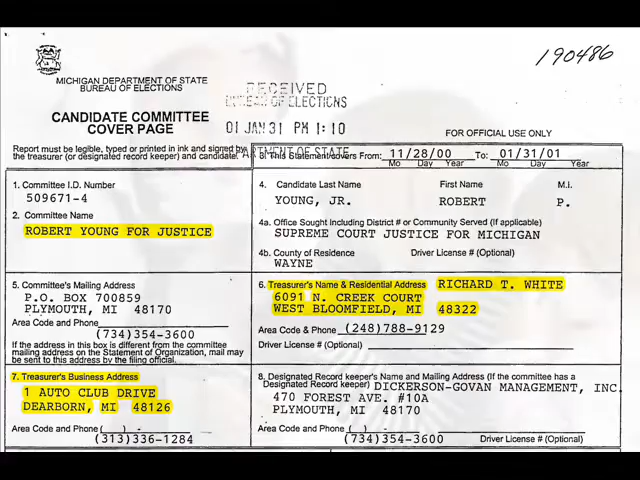 190486
MICHIGAN DEPARTMENT OF STATE
BUREAU OF ELECTIONS
RECEIVED
BUREAU OF ELECTIONS
CANDIDATE COMMITTEE
COVER PAGE
01 JAN 31 PM 1:10
FOR OFFICIAL USE ONLY
Report must be legible, typed or printed in ink and signed by
the treasurer (or designated record keeper) and candidate.
3. This Statement covers From: 11/28/00 To: 01/31/01
Mo Day Year Mo Day Year
1. Committee I.D. Number
509671-4
2. Committee Name
ROBERT YOUNG FOR JUSTICE
4. Candidate Last Name First Name M.I.
YOUNG, JR. ROBERT P.
4a. Office Sought Including District # or Community Served (If applicable)
SUPREME COURT JUSTICE FOR MICHIGAN
4b. County of Residence Driver License # (Optional)
WAYNE
5. Committee's Mailing Address
P.O. BOX 700859
PLYMOUTH, MI 48170
Area Code and Phone
(734)354-3600
If the address in this box is different from the committee
mailing address on the Statement of Organization, mail may
be sent to this address by the filing official.
6. Treasurer's Name & Residential Address RICHARD T. WHITE
6091 N. CREEK COURT
WEST BLOOMFIELD, MI 48322
Area Code & Phone (248)788-9129
Driver License # (Optional)
7. Treasurer's Business Address
1 AUTO CLUB DRIVE
DEARBORN, MI 48126
Area Code and Phone ( ) -
(313)336-1284
8. Designated Record keeper's Name and Mailing Address (If the committee has a
Designated Record keeper) DICKERSON-GOVAN MANAGEMENT, INC.
470 FOREST AVE. #10A
PLYMOUTH, MI 48170
Area Code and Phone ( ) -
(734)354-3600 Driver License # (Optional)